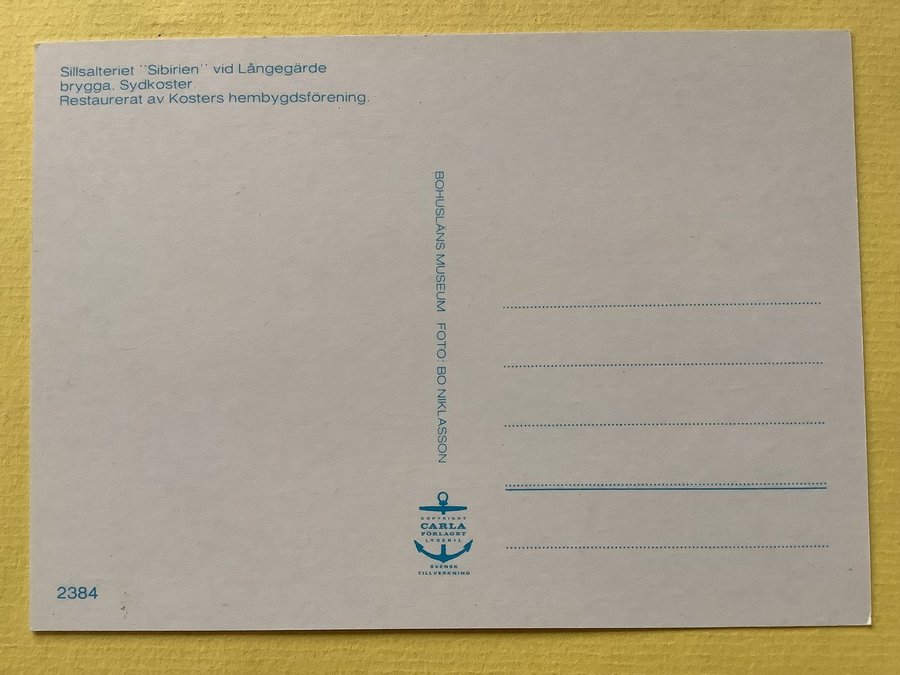 Sillsalteriet "Sibirien" vid Långegärde
brygga. Sydkoster.
Restaurerat av Kosters hembygdsförening.
BOHUSLÄNS MUSEUM FOTO: BO NIKLASSON
COPYRIGHT
CARLA
FÖRLAGET
LYSEKIL
SVENSK
TILLVERKNING
2384